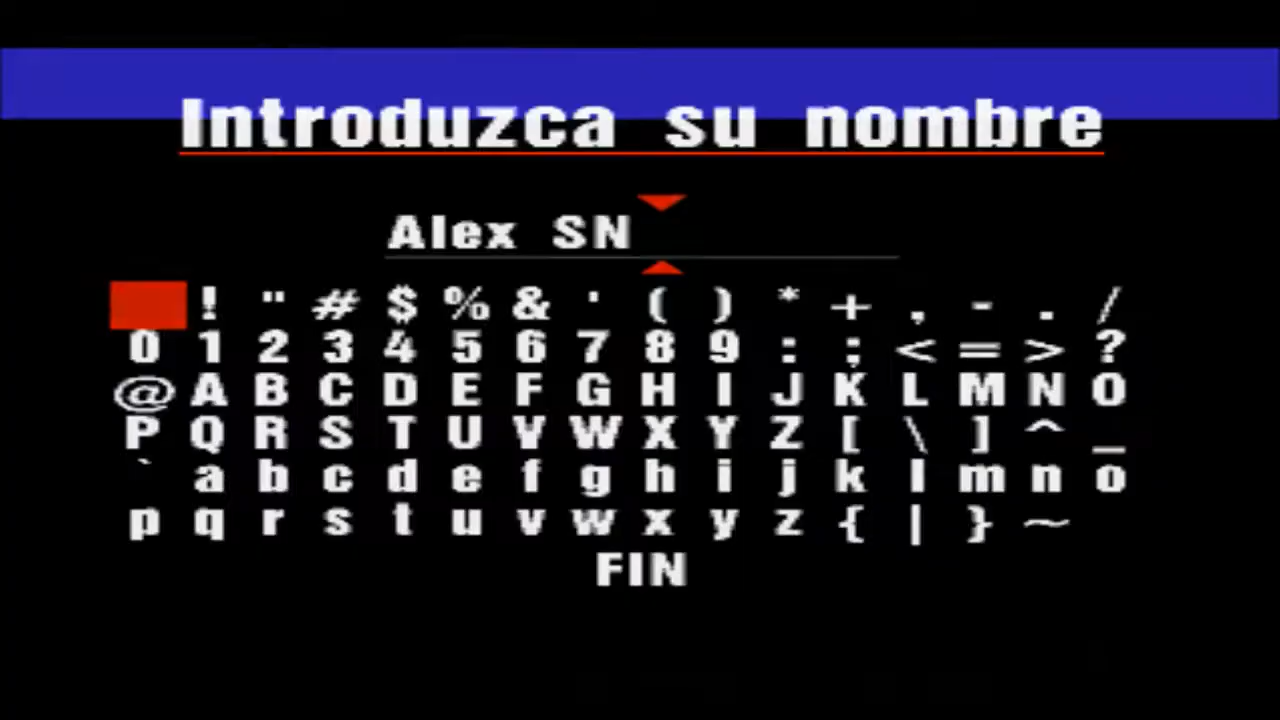 Introduzca su nombre
Alex SN
! " # $ % & ' ( ) * + , - . /
0 1 2 3 4 5 6 7 8 9 : ; < = > ?
@ A B C D E F G H I J K L M N O
P Q R S T U V W X Y Z [ \ ] ^ _
` a b c d e f g h i j k l m n o
p q r s t u v w x y z { | } ~
FIN